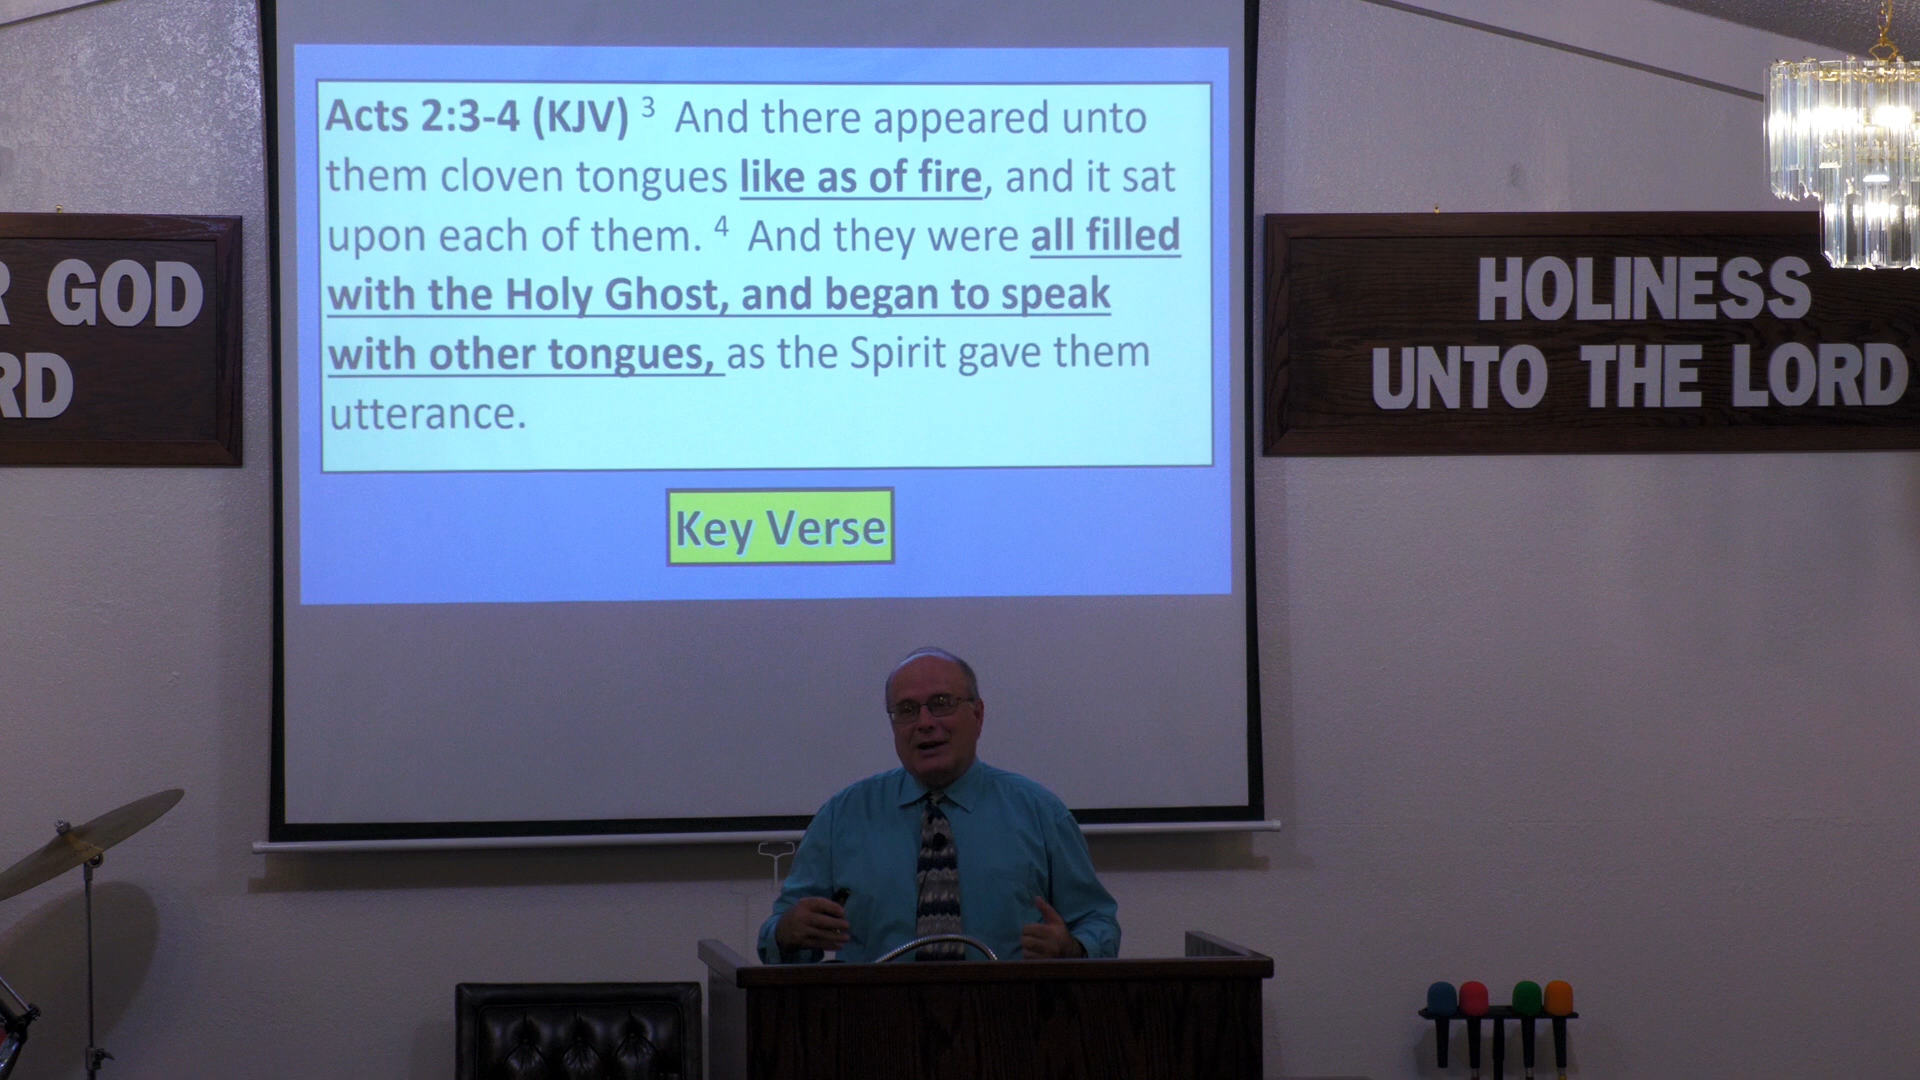 Acts 2:3-4 (KJV) 3 And there appeared unto
them cloven tongues like as of fire, and it sat
upon each of them. 4 And they were all filled
with the Holy Ghost, and began to speak
with other tongues, as the Spirit gave them
utterance.
Key Verse
GOD
HOLINESS
UNTO THE LORD